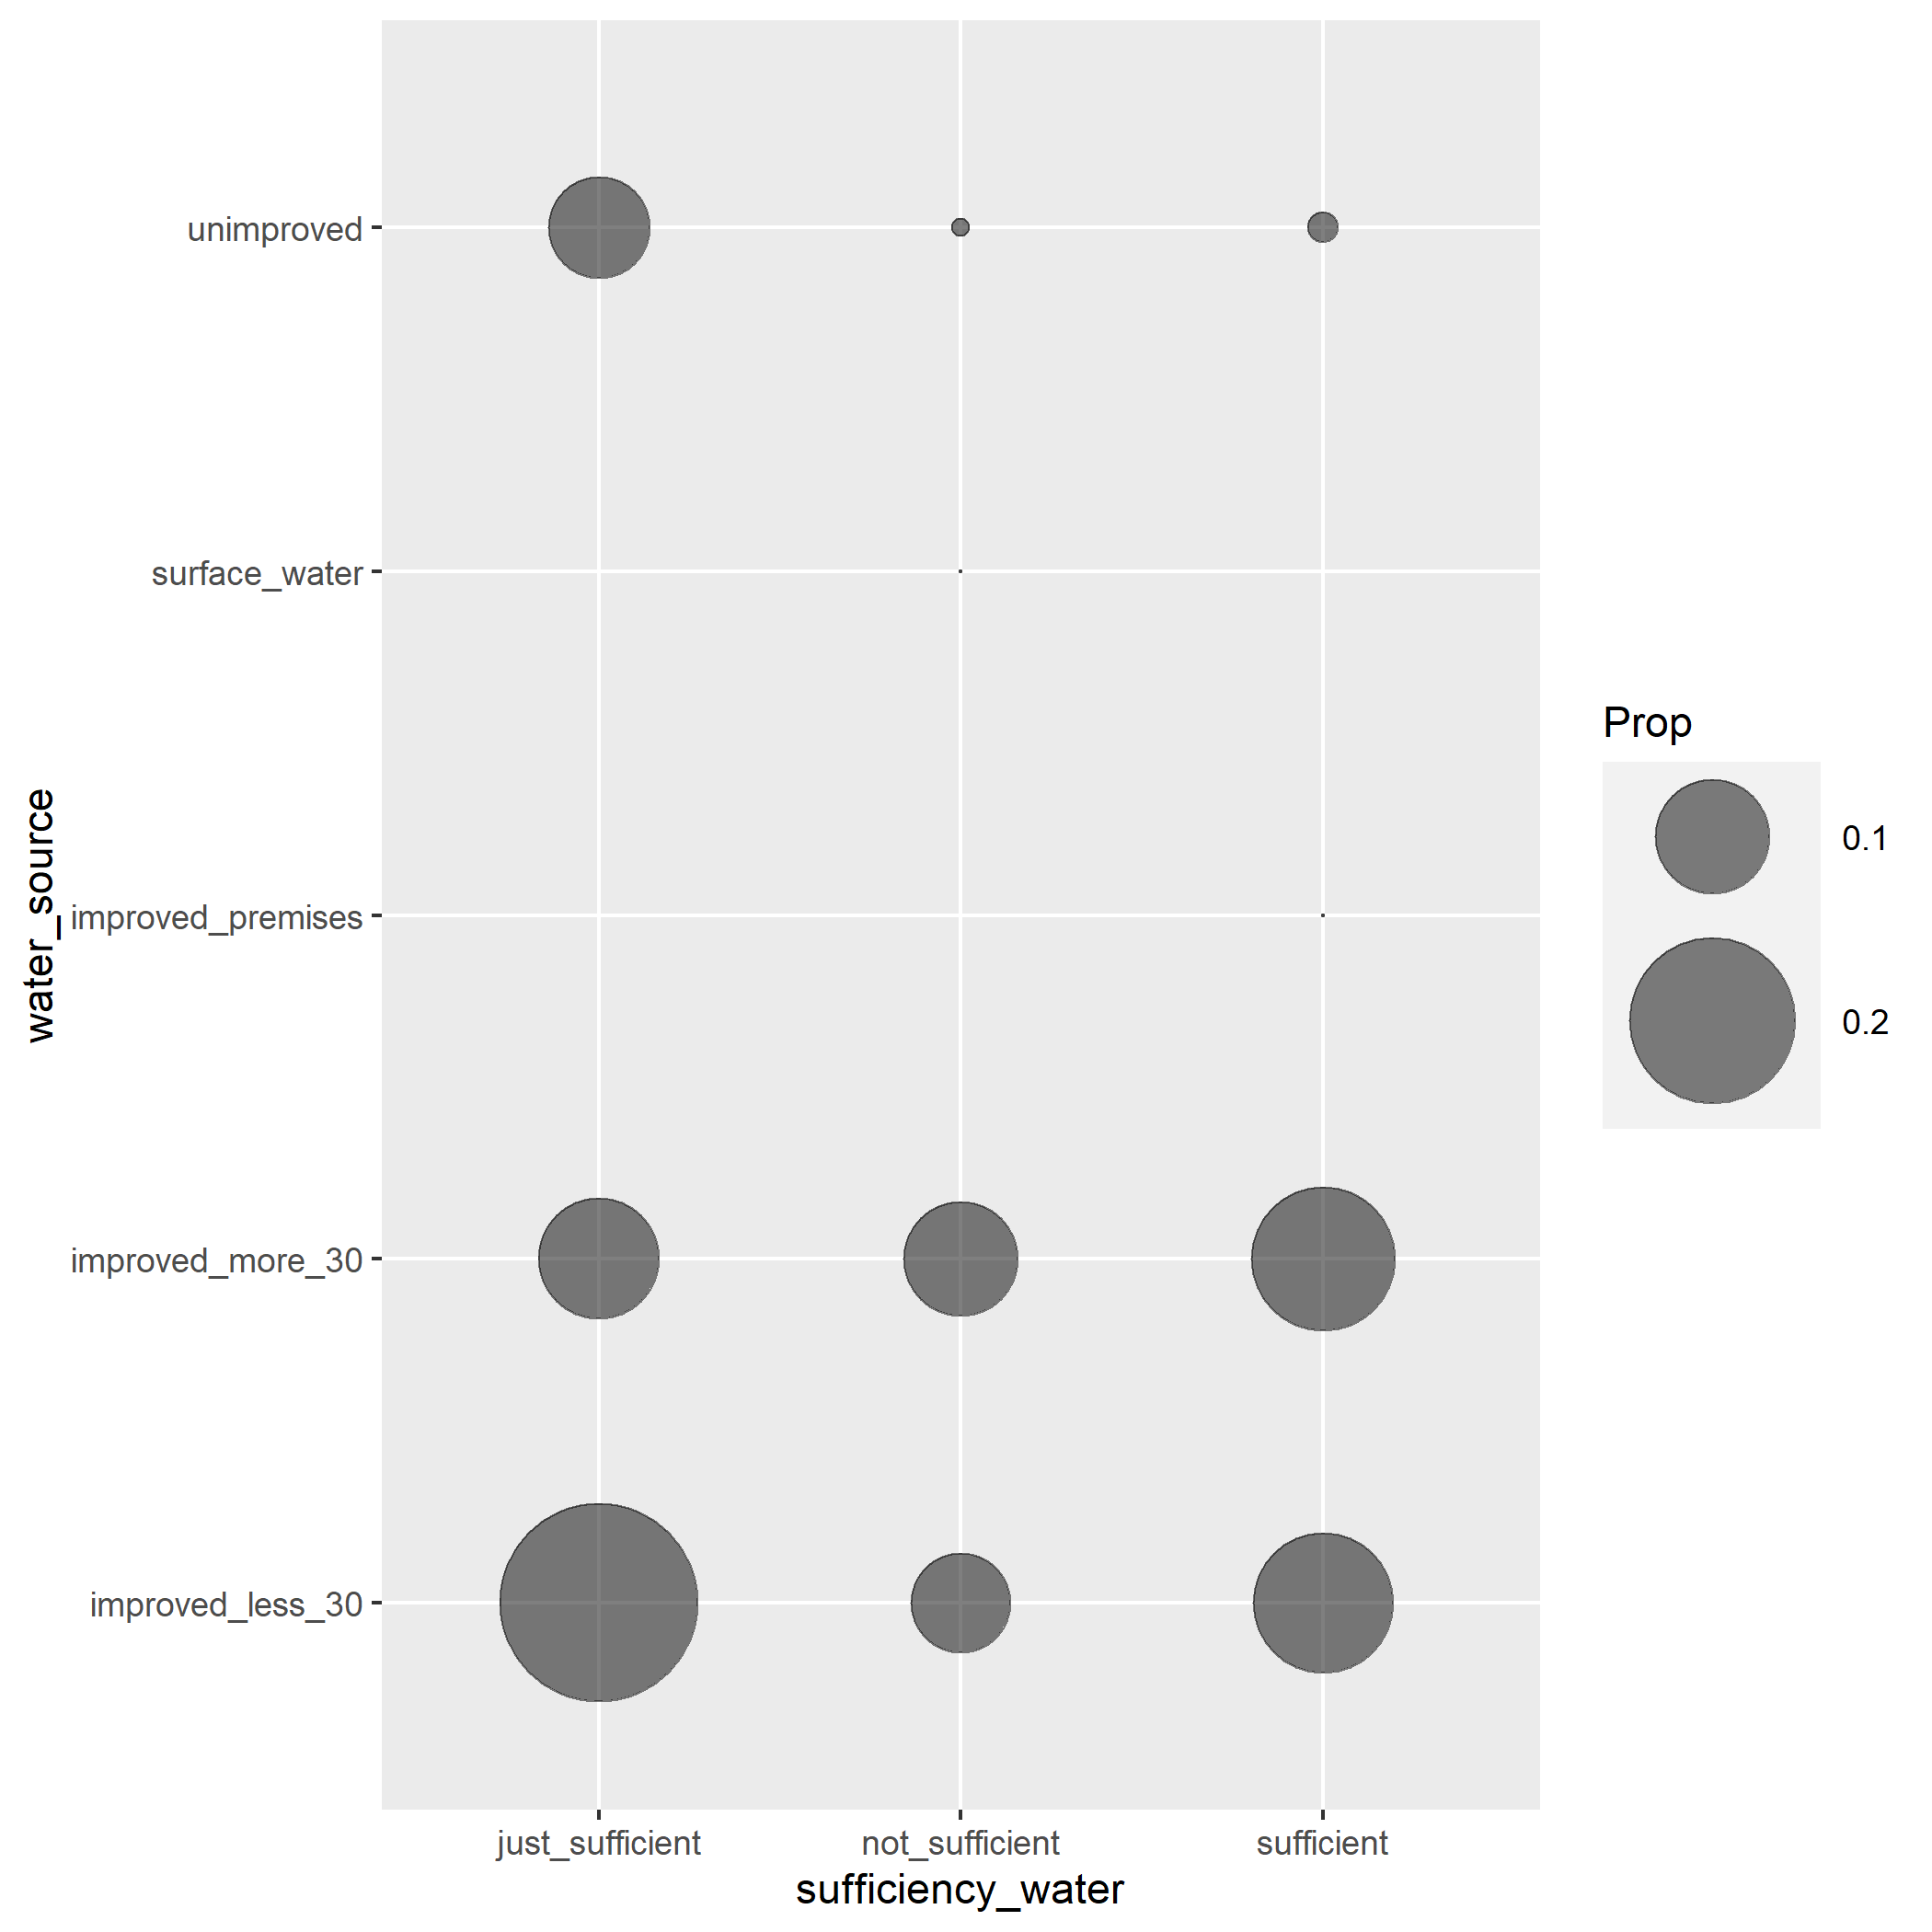 unimproved
surface_water
improved_premises
improved_more_30
improved_less_30
water_source
just_sufficient
not_sufficient
sufficient
sufficiency_water
Prop
0.1
0.2